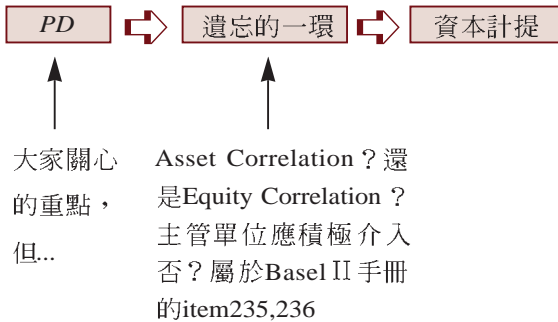 PD
遺忘的一環
資本計提
大家關心
的重點，
但...
Asset Correlation？還
是Equity Correlation？
主管單位應積極介入
否？屬於Basel II 手冊
的item235,236